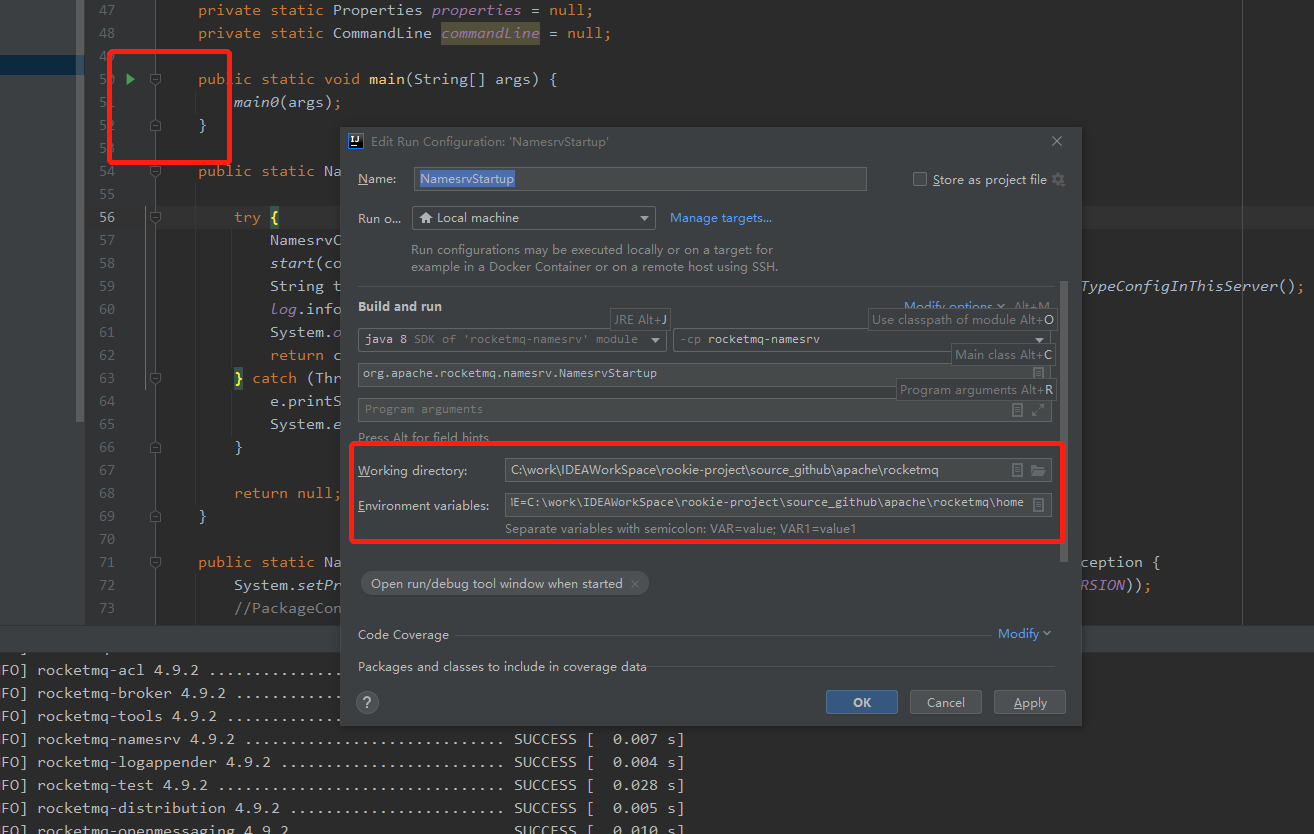 47 private static Properties properties = null;
48 private static CommandLine commandLine = null;
49
50 public static void main(String[] args) {
51 main0(args);
52 }
53
54 public static Na
55
56 try {
57 NamesrvC
58 start(co
59 String t TypeConfigInThisServer();
60 log.info
61 System.o
62 return c
63 } catch (Thr
64 e.printS
65 System.e
66 }
67
68 return null;
69 }
70
71 public static Na ception {
72 System.setPr RSION));
73 //PackageCon
Edit Run Configuration: 'NamesrvStartup'
Name: NamesrvStartup Store as project file
Run o... Local machine Manage targets...
Run configurations may be executed locally or on a target: for
example in a Docker Container or on a remote host using SSH.
Build and run Modify options Alt+M
JRE Alt+J Use classpath of module Alt+O
java 8 SDK of 'rocketmq-namesrv' module -cp rocketmq-namesrv
Main class Alt+C
org.apache.rocketmq.namesrv.NamesrvStartup
Program arguments Alt+R
Program arguments
Press Alt for field hints
Working directory: C:\work\IDEAWorkSpace\rookie-project\source_github\apache\rocketmq
Environment variables: E=C:\work\IDEAWorkSpace\rookie-project\source_github\apache\rocketmq\home
Separate variables with semicolon: VAR=value; VAR1=value1
Open run/debug tool window when started
Code Coverage Modify
Packages and classes to include in coverage data
? OK Cancel Apply
FO] rocketmq-acl 4.9.2 ...............
FO] rocketmq-broker 4.9.2 ............
FO] rocketmq-tools 4.9.2 .............
FO] rocketmq-namesrv 4.9.2 ............................. SUCCESS [  0.007 s]
FO] rocketmq-logappender 4.9.2 ......................... SUCCESS [  0.004 s]
FO] rocketmq-test 4.9.2 ................................ SUCCESS [  0.028 s]
FO] rocketmq-distribution 4.9.2 ........................ SUCCESS [  0.005 s]
FO] rocketmq-openmessaging 4.9.2 ....................... SUCCESS [  0.010 s]